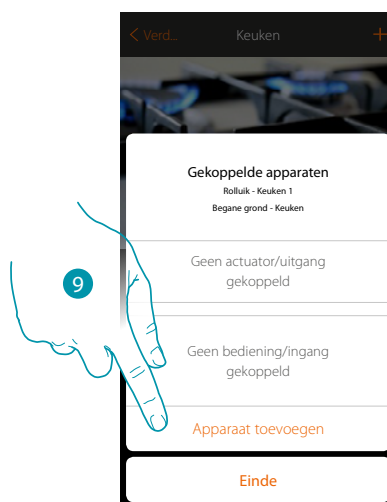 Verd...
Keuken
+
Gekoppelde apparaten
Rolluik - Keuken 1
Begane grond - Keuken
Geen actuator/uitgang
gekoppeld
9
Geen bediening/ingang
gekoppeld
Apparaat toevoegen
Einde